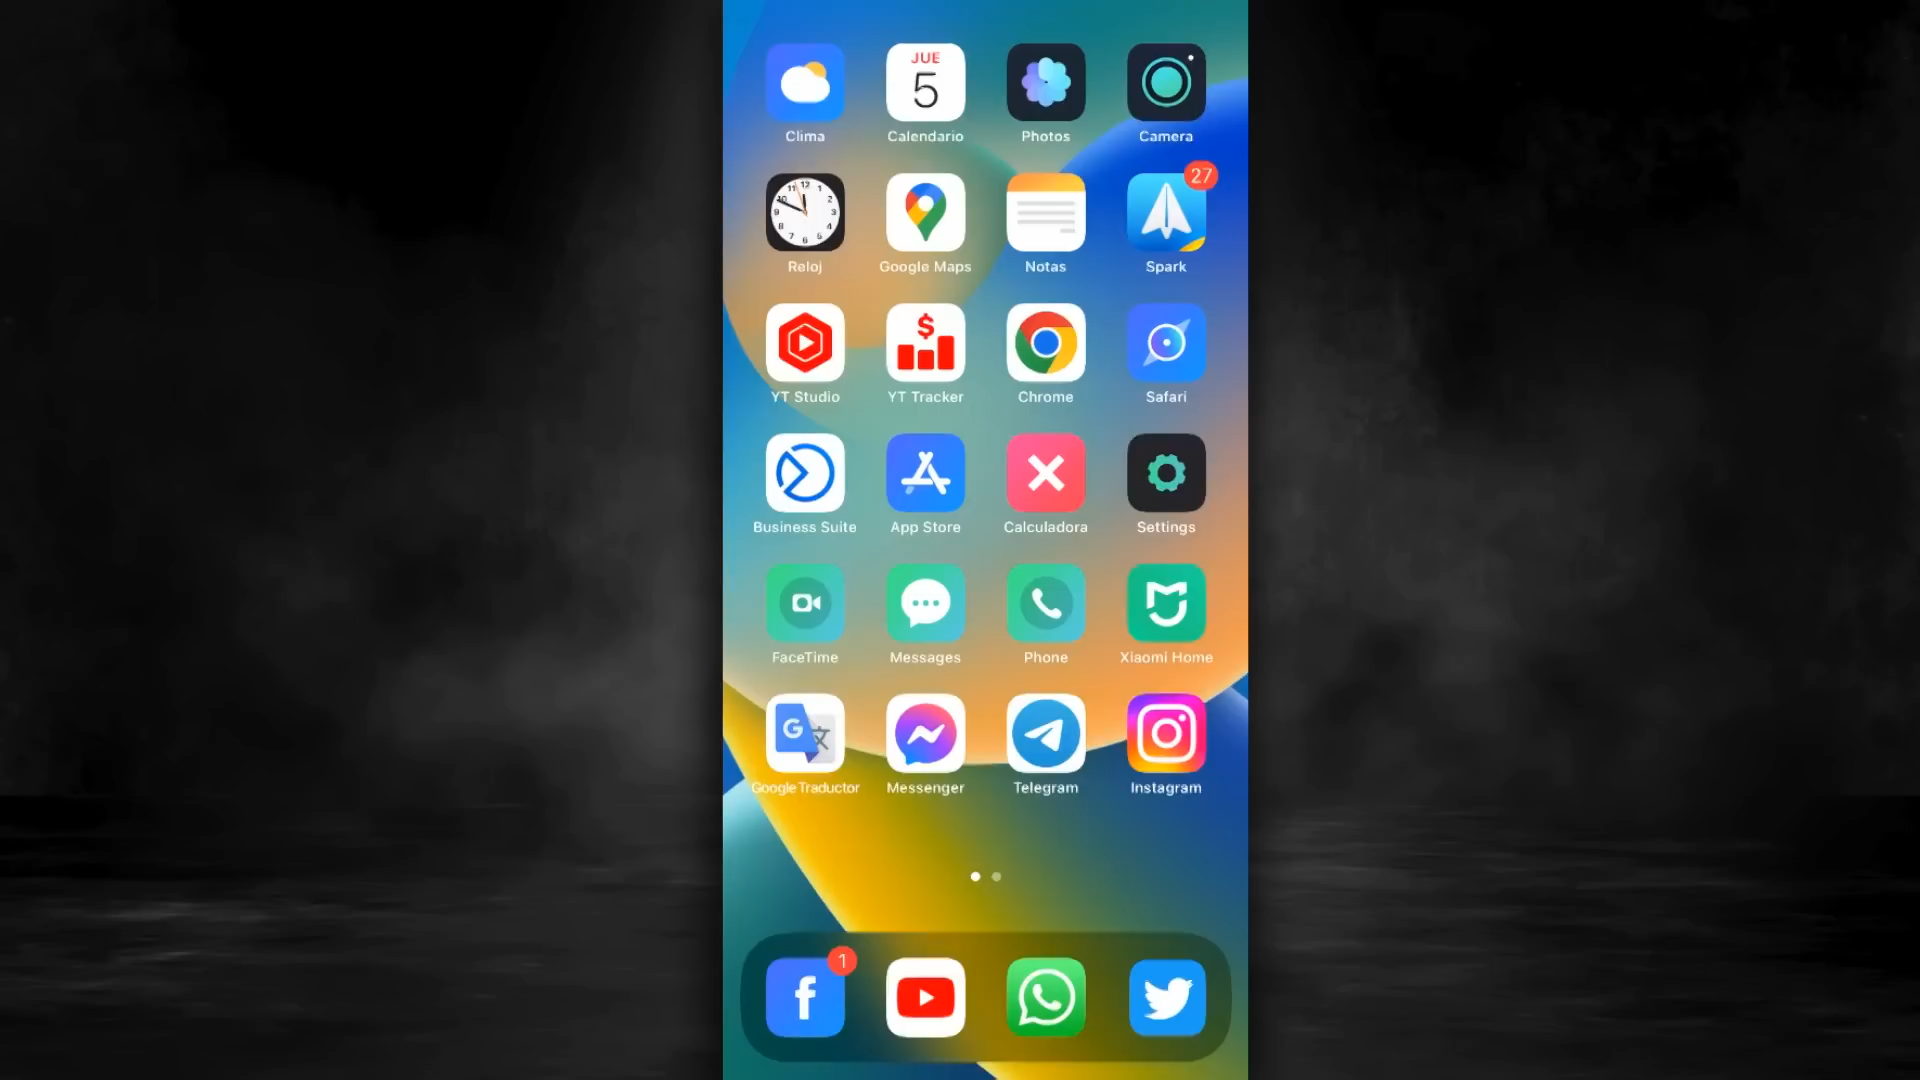 JUE
5
Clima Calendario Photos Camera
27
Reloj Google Maps Notas Spark
$
YT Studio YT Tracker Chrome Safari
Business Suite App Store Calculadora Settings
FaceTime Messages Phone Xiaomi Home
G 文
Google Traductor Messenger Telegram Instagram
1
f